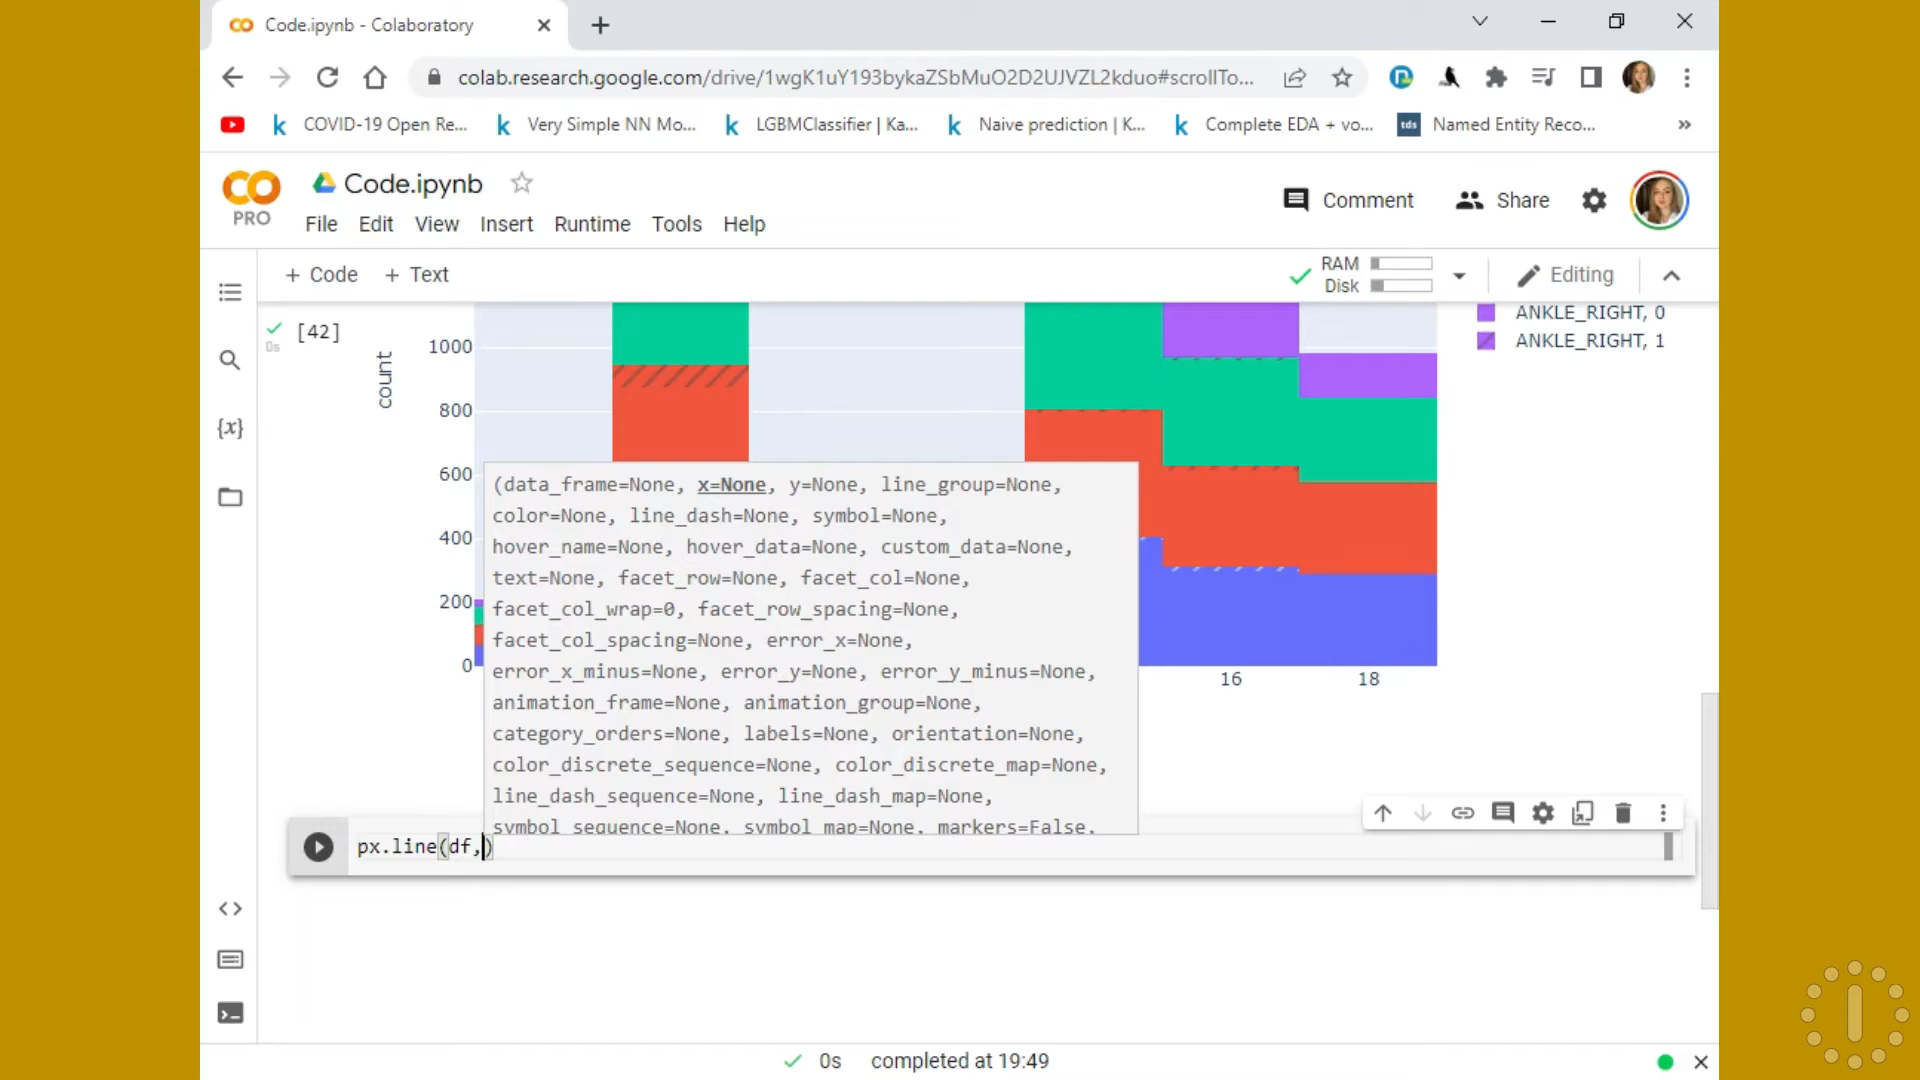 Code.ipynb - Colaboratory
colab.research.google.com/drive/1wgK1uY193bykaZSbMuO2D2UJVZL2kduo#scrollTo...
COVID-19 Open Re... Very Simple NN Mo... LGBMClassifier | Ka... Naive prediction | K... Complete EDA + vo... tds Named Entity Reco... »
CO PRO
Code.ipynb
Comment Share
File Edit View Insert Runtime Tools Help
+ Code + Text
RAM
Disk
Editing
[42]
0s
count
1000
800
600
400
200
0
16 18
ANKLE_RIGHT, 0
ANKLE_RIGHT, 1
{x}
(data_frame=None, x=None, y=None, line_group=None,
color=None, line_dash=None, symbol=None,
hover_name=None, hover_data=None, custom_data=None,
text=None, facet_row=None, facet_col=None,
facet_col_wrap=0, facet_row_spacing=None,
facet_col_spacing=None, error_x=None,
error_x_minus=None, error_y=None, error_y_minus=None,
animation_frame=None, animation_group=None,
category_orders=None, labels=None, orientation=None,
color_discrete_sequence=None, color_discrete_map=None,
line_dash_sequence=None, line_dash_map=None,
symbol_sequence=None, symbol_map=None, markers=False,
px.line(df,)
0s completed at 19:49